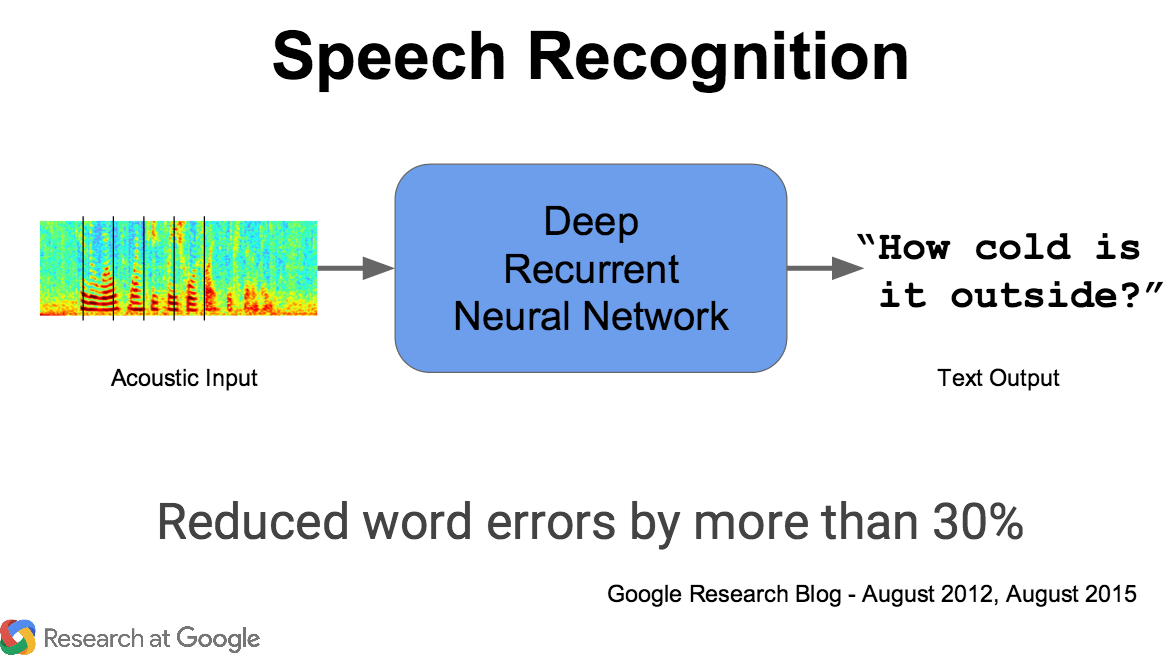 Speech Recognition
Deep
Recurrent
Neural Network
“How cold is
it outside?”
Acoustic Input
Text Output
Reduced word errors by more than 30%
Google Research Blog - August 2012, August 2015
Research at Google